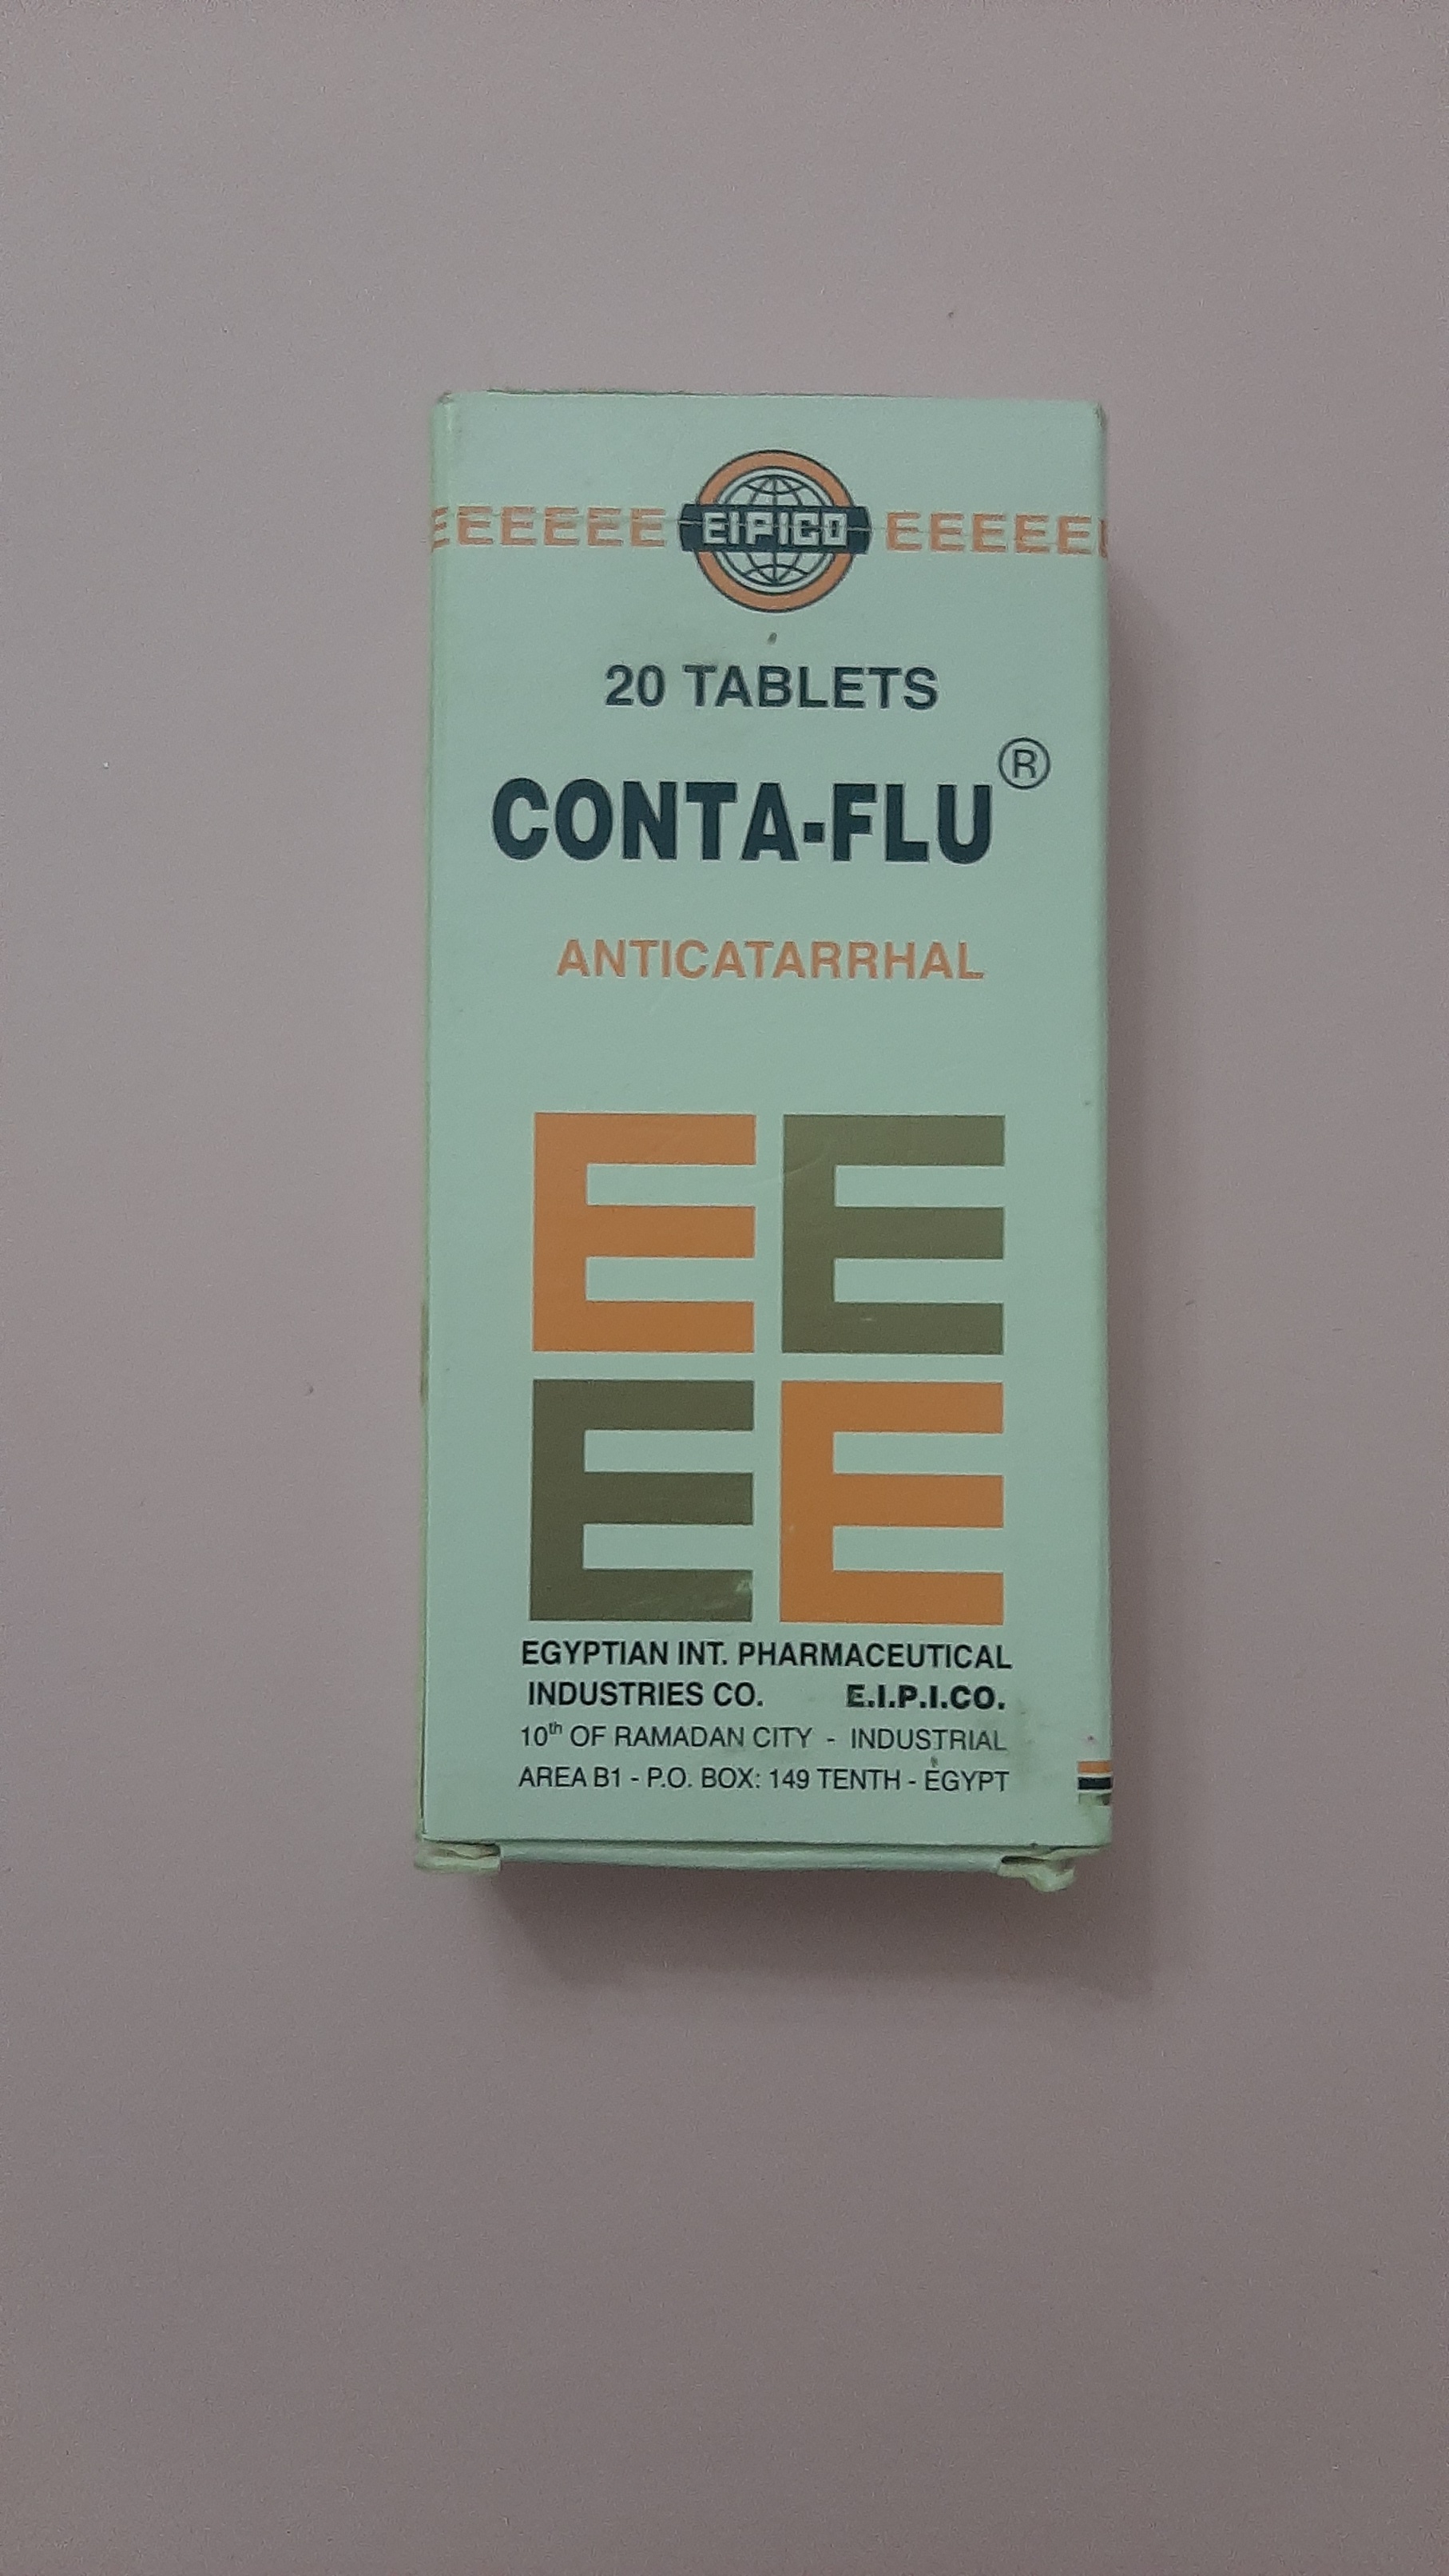 EEEEEE EIPICO EEEEE
20 TABLETS
CONTA-FLU®
ANTICATARRHAL
E E
E E
EGYPTIAN INT. PHARMACEUTICAL
INDUSTRIES CO. E.I.P.I.CO.
10th OF RAMADAN CITY - INDUSTRIAL
AREA B1 - P.O. BOX: 149 TENTH - EGYPT